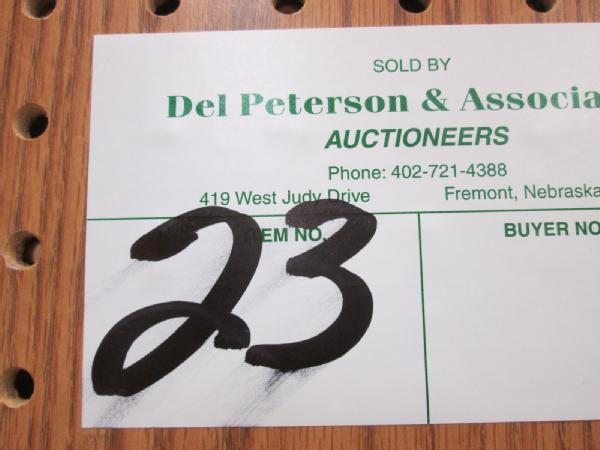 SOLD BY
Del Peterson & Associa
AUCTIONEERS
Phone: 402-721-4388
419 West Judy Drive Fremont, Nebraska
EM NO. BUYER NO
23